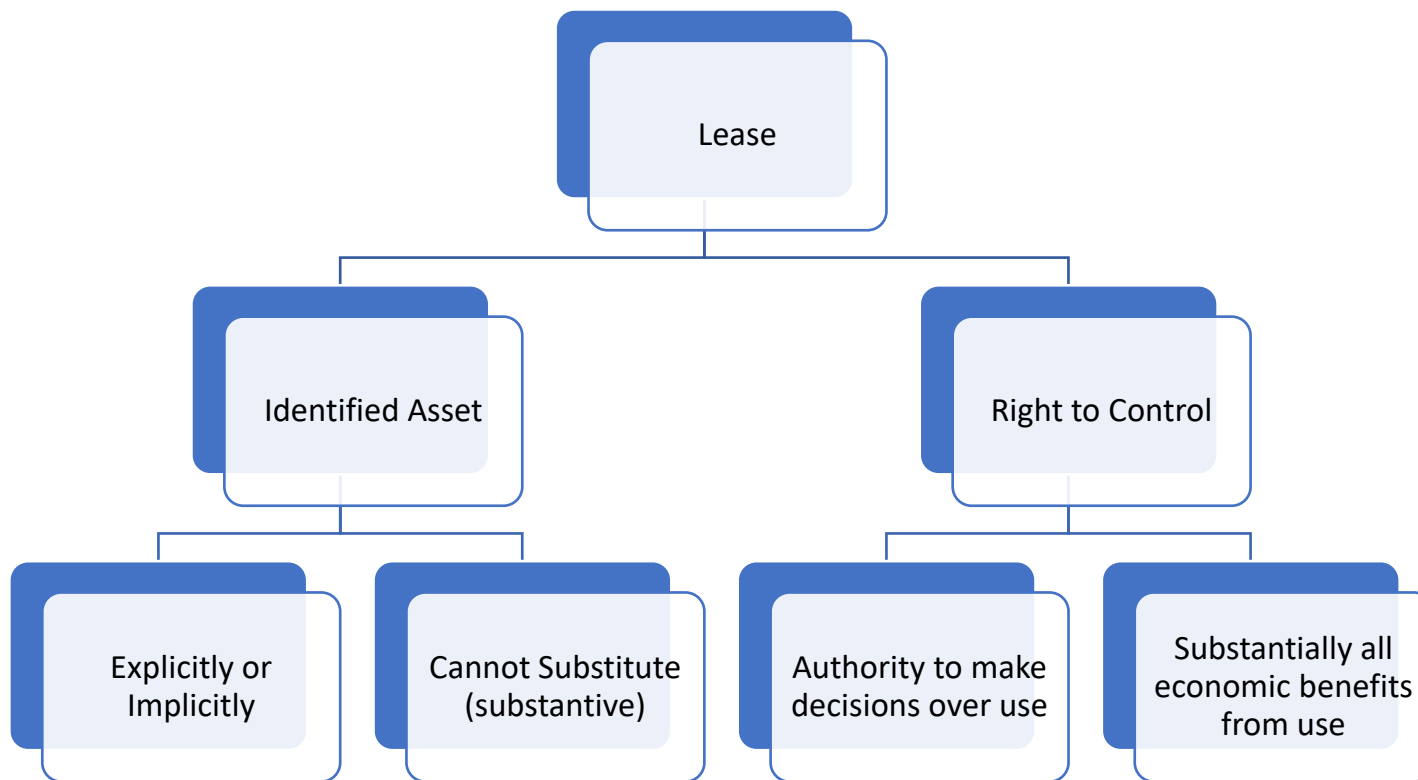 Lease
Identified Asset
Right to Control
Explicitly or
Implicitly
Cannot Substitute
(substantive)
Authority to make
decisions over use
Substantially all
economic benefits
from use